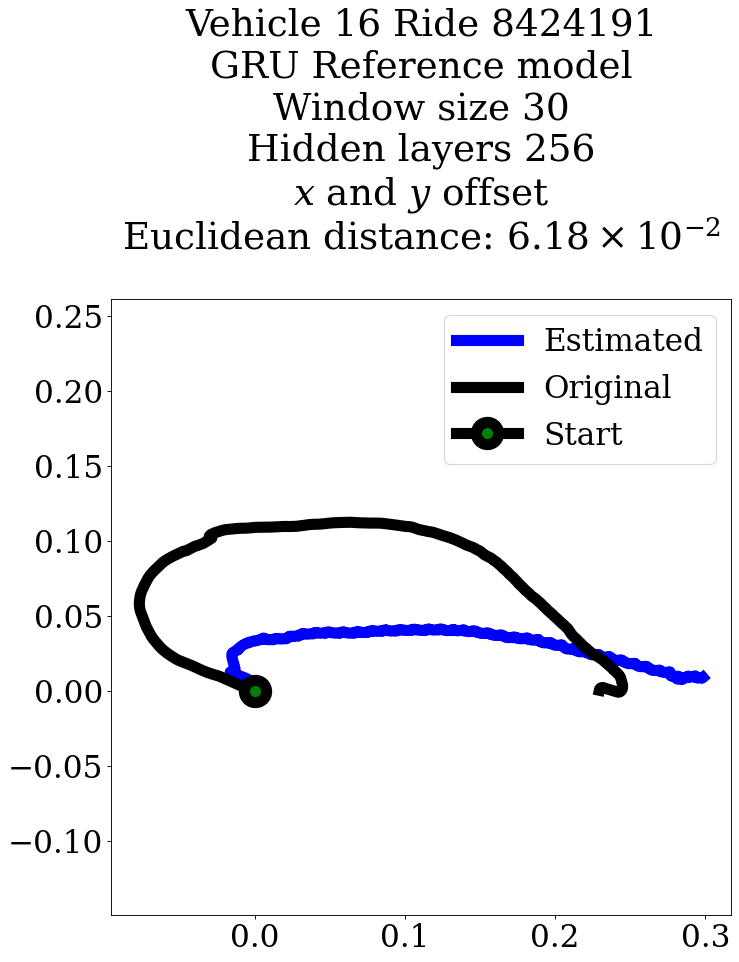 Vehicle 16 Ride 8424191
GRU Reference model
Window size 30
Hidden layers 256
x and y offset
Euclidean distance: 6.18 × 10⁻²
Estimated
Original
Start
0.25
0.20
0.15
0.10
0.05
0.00
−0.05
−0.10
0.0 0.1 0.2 0.3